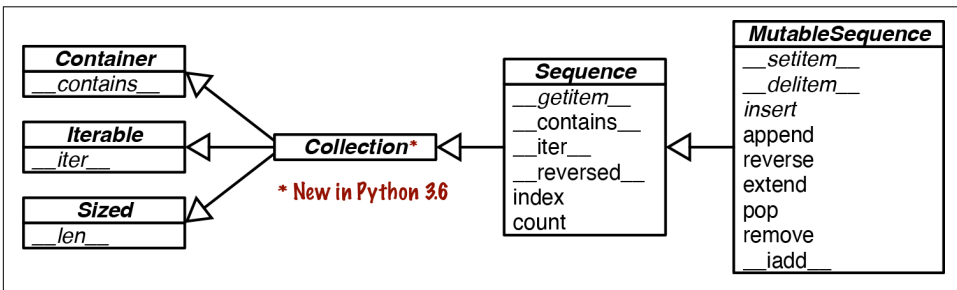 Container
__contains__
Iterable
__iter__
Sized
__len__
Collection*
* New in Python 3.6
Sequence
__getitem__
__contains__
__iter__
__reversed__
index
count
MutableSequence
__setitem__
__delitem__
insert
append
reverse
extend
pop
remove
__iadd__